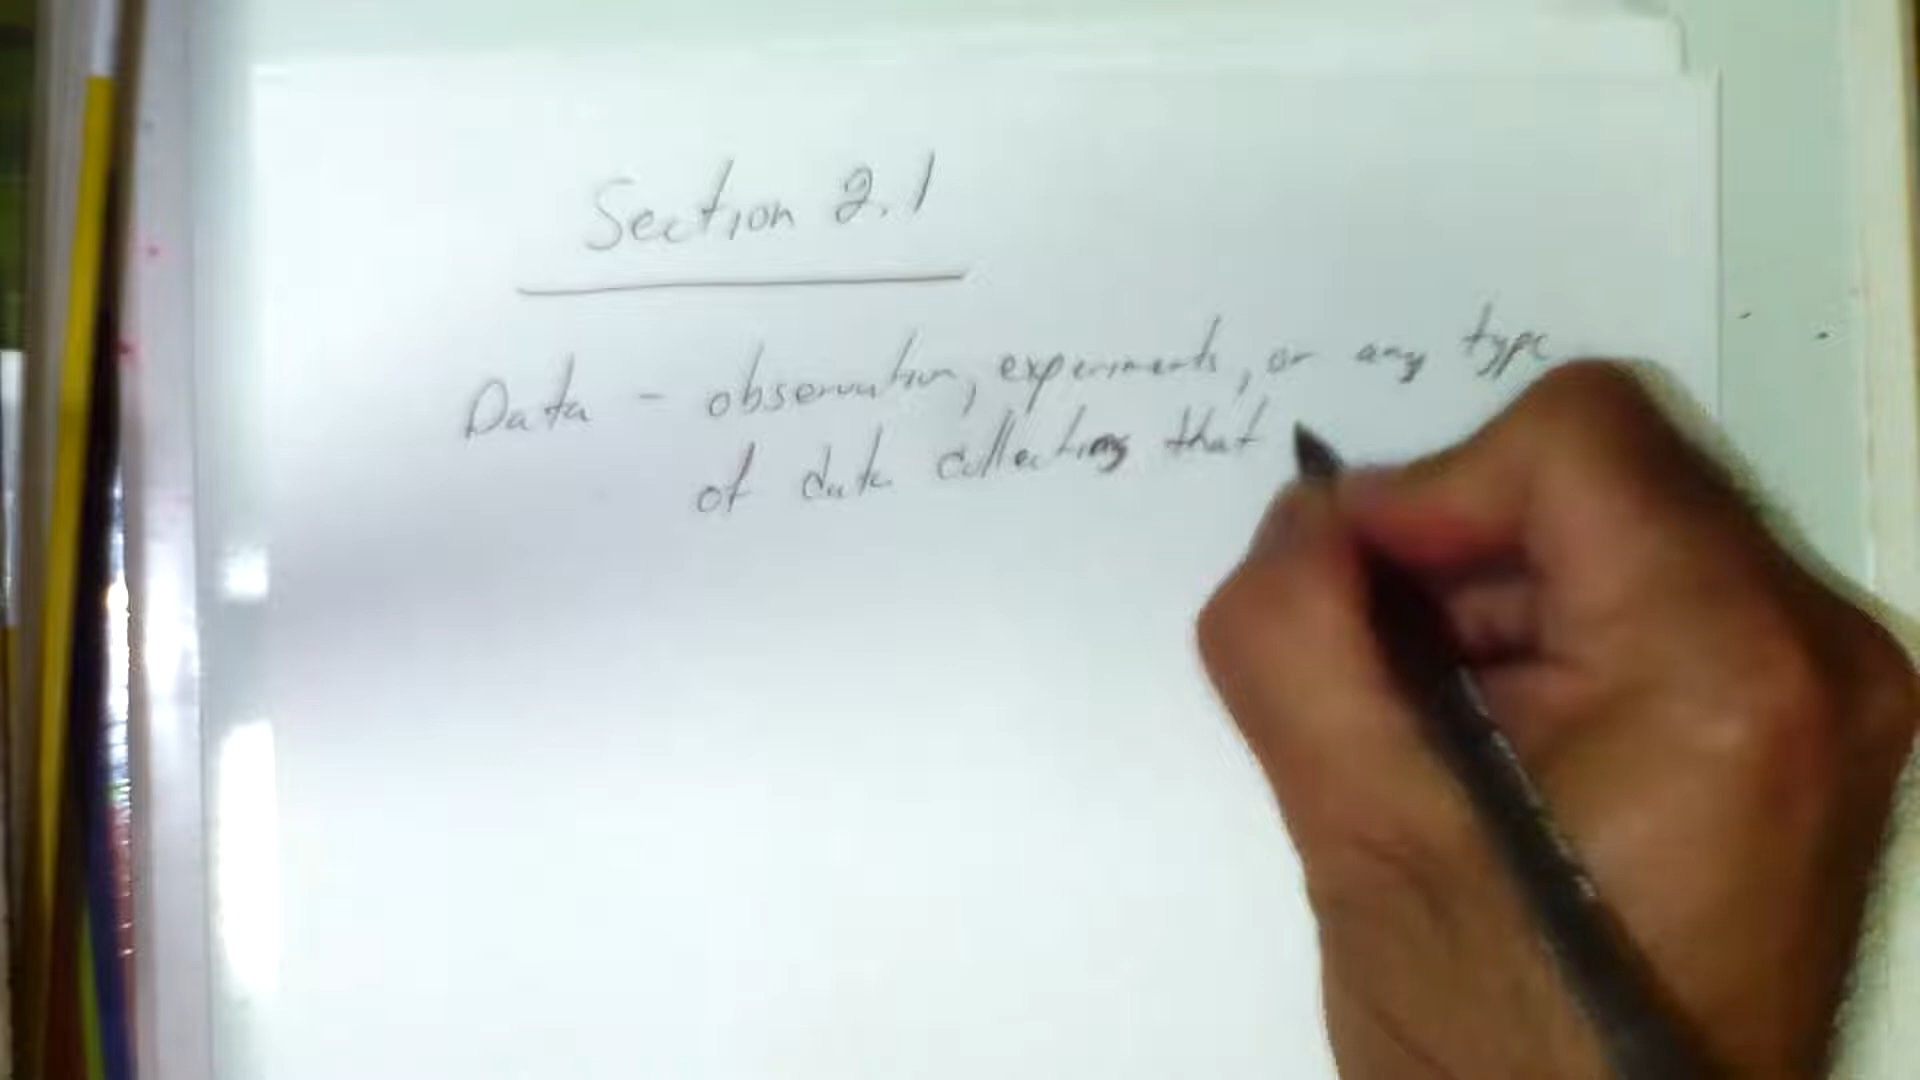 Section 2.1
Data - observation, experiments, or any type
of data collecting that